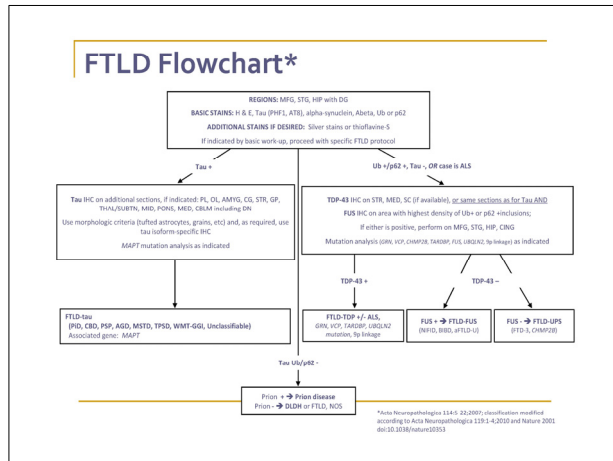 FTLD Flowchart*
REGIONS: MFG, STG, HIP with DG
BASIC STAINS: H & E, Tau (PHF1, AT8), alpha-synuclein, Abeta, Ub or p62
ADDITIONAL STAINS IF DESIRED: Silver stains or thioflavine-S
If indicated by basic work-up, proceed with specific FTLD protocol
Tau +
Ub +/p62 +, Tau -, OR case is ALS
Tau IHC on additional sections, if indicated: PL, OL, AMYG, CG, STR, GP,
THAL/SUBTN, MID, PONS, MED, CBLM including DN
Use morphologic criteria (tufted astrocytes, grains, etc) and, as required, use
tau isoform-specific IHC
MAPT mutation analysis as indicated
TDP-43 IHC on STR, MED, SC (if available), or same sections as for Tau AND
FUS IHC on area with highest density of Ub+ or p62 +inclusions;
If either is positive, perform on MFG, STG, HIP, CING
Mutation analysis (GRN, VCP, CHMP2B, TARDBP, FUS, UBQLN2, 9p linkage) as indicated
TDP-43 +
TDP-43 –
FTLD-tau
(PiD, CBD, PSP, AGD, MSTD, TPSD, WMT-GGI, Unclassifiable)
Associated gene: MAPT
FTLD-TDP +/- ALS,
GRN, VCP, TARDBP, UBQLN2
mutation, 9p linkage
FUS + ➔ FTLD-FUS
(NIFID, BIBD, aFTLD-U)
FUS - ➔ FTLD-UPS
(FTD-3, CHMP2B)
Tau Ub/p62 -
Prion + ➔ Prion disease
Prion - ➔ DLDH or FTLD, NOS
*Acta Neuropathologica 114:5-22;2007; classification modified
according to Acta Neuropathologica 119:1-4;2010 and Nature 2001
doi:10.1038/nature10353